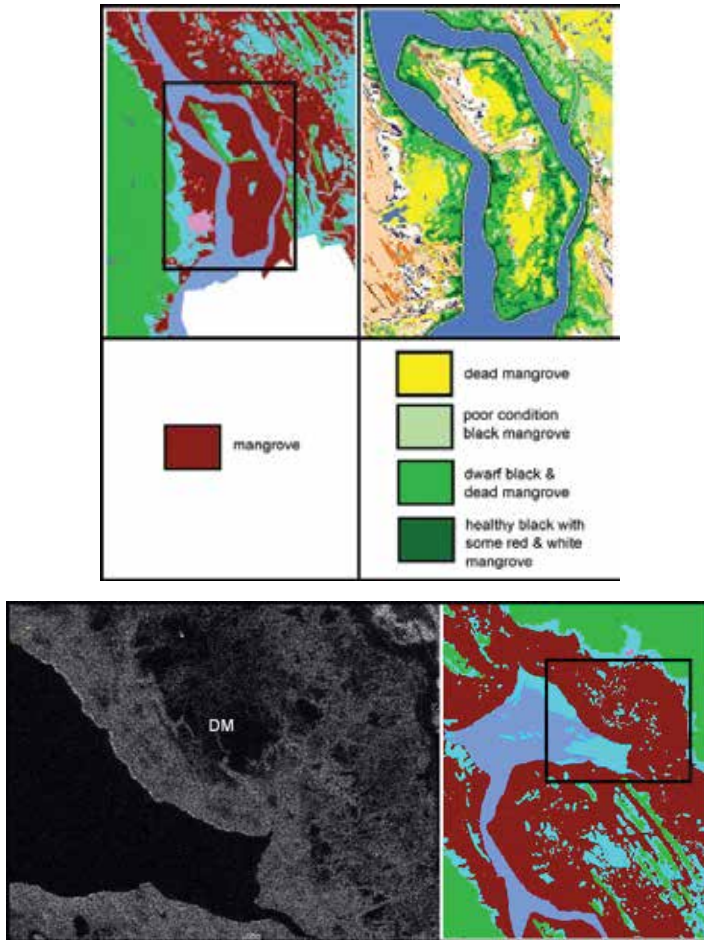 mangrove
dead mangrove
poor condition
black mangrove
dwarf black &
dead mangrove
healthy black with
some red & white
mangrove
DM